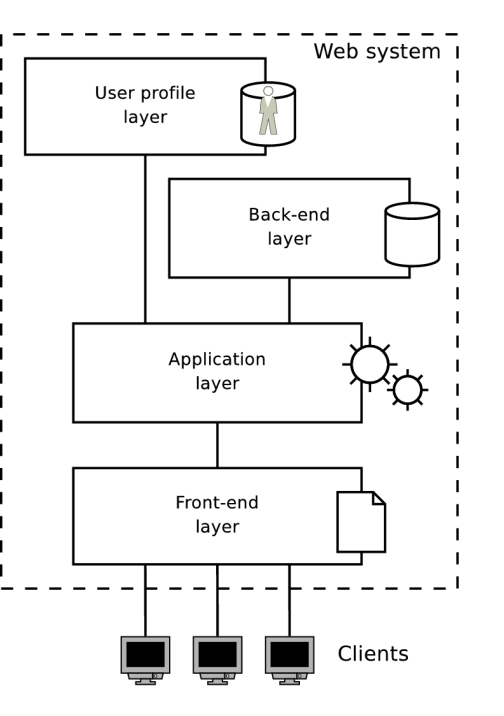 Web system
User profile
layer
Back-end
layer
Application
layer
Front-end
layer
Clients